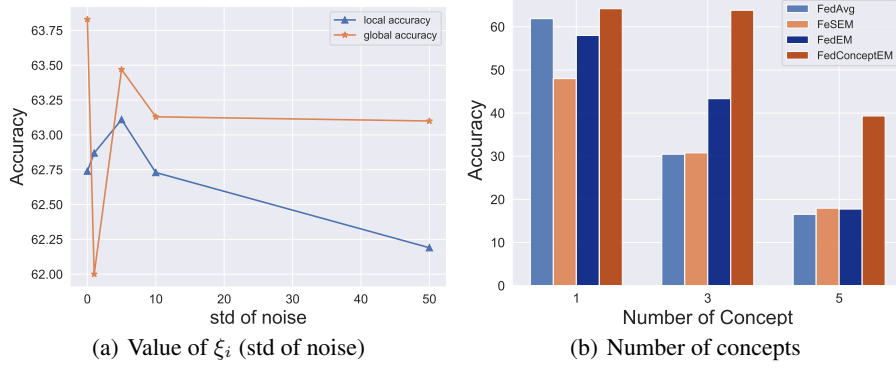 local accuracy
global accuracy
63.75
63.50
63.25
63.00
62.75
62.50
62.25
62.00
Accuracy
0 10 20 30 40 50
std of noise
(a) Value of ξi (std of noise)
FedAvg
FeSEM
FedEM
FedConceptEM
60
50
40
30
20
10
0
Accuracy
1 3 5
Number of Concept
(b) Number of concepts